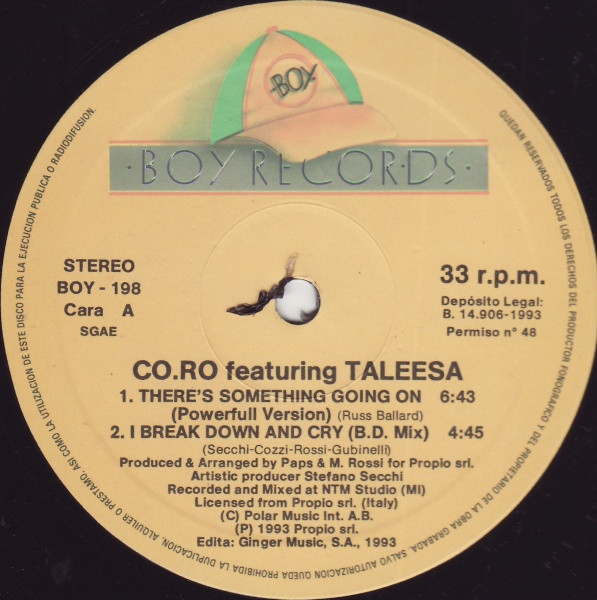 BOY
·BOY RECORDS·
STEREO
BOY - 198
Cara A
SGAE
33 r.p.m.
Depósito Legal:
B. 14.906-1993
Permiso n° 48
CO.RO featuring TALEESA
1. THERE'S SOMETHING GOING ON 6:43
(Powerfull Version) (Russ Ballard)
2. I BREAK DOWN AND CRY (B.D. Mix) 4:45
(Secchi-Cozzi-Rossi-Gubinelli)
Produced & Arranged by Paps & M. Rossi for Propio srl.
Artistic producer Stefano Secchi
Recorded and Mixed at NTM Studio (MI)
Licensed from Propio srl. (Italy)
(C) Polar Music Int. A.B.
(P) 1993 Propio srl.
Edita: Ginger Music, S.A., 1993
QUEDAN RESERVADOS TODOS LOS DERECHOS DEL PRODUCTOR FONOGRAFICO Y DEL PROPIETARIO DE LA OBRA GRABADA. SALVO AUTORIZACION QUEDA PROHIBIDA LA DUPLICACION, ALQUILER O PRESTAMO, ASI COMO LA UTILIZACION DE ESTE DISCO PARA LA EJECUCION PUBLICA O RADIODIFUSION.